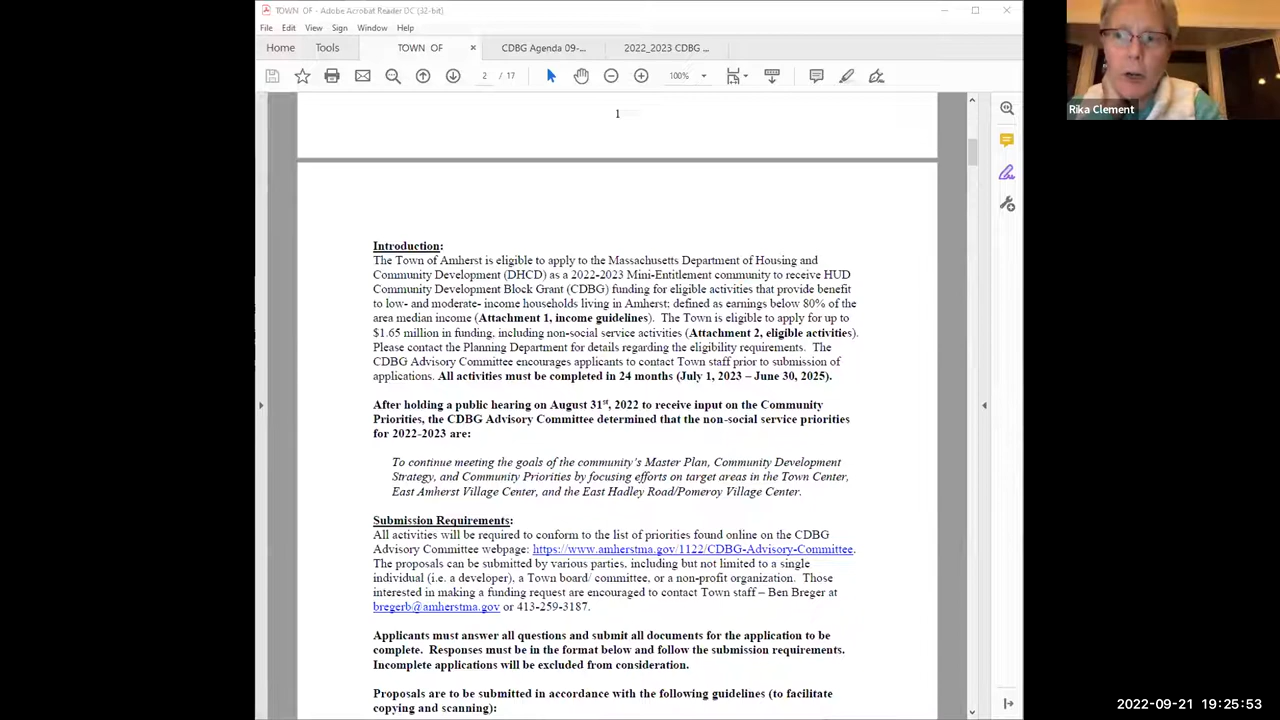 TOWN OF - Adobe Acrobat Reader DC (32-bit)
File Edit View Sign Window Help
Home Tools TOWN OF × CDBG Agenda 09-... 2022_2023 CDBG ...
2 / 17 100%
1
Introduction:
The Town of Amherst is eligible to apply to the Massachusetts Department of Housing and
Community Development (DHCD) as a 2022-2023 Mini-Entitlement community to receive HUD
Community Development Block Grant (CDBG) funding for eligible activities that provide benefit
to low- and moderate- income households living in Amherst; defined as earnings below 80% of the
area median income (Attachment 1, income guidelines). The Town is eligible to apply for up to
$1.65 million in funding, including non-social service activities (Attachment 2, eligible activities).
Please contact the Planning Department for details regarding the eligibility requirements. The
CDBG Advisory Committee encourages applicants to contact Town staff prior to submission of
applications. All activities must be completed in 24 months (July 1, 2023 – June 30, 2025).
After holding a public hearing on August 31st, 2022 to receive input on the Community
Priorities, the CDBG Advisory Committee determined that the non-social service priorities
for 2022-2023 are:
To continue meeting the goals of the community's Master Plan, Community Development
Strategy, and Community Priorities by focusing efforts on target areas in the Town Center,
East Amherst Village Center, and the East Hadley Road/Pomeroy Village Center.
Submission Requirements:
All activities will be required to conform to the list of priorities found online on the CDBG
Advisory Committee webpage: https://www.amherstma.gov/1122/CDBG-Advisory-Committee.
The proposals can be submitted by various parties, including but not limited to a single
individual (i.e. a developer), a Town board/ committee, or a non-profit organization. Those
interested in making a funding request are encouraged to contact Town staff – Ben Breger at
bregerb@amherstma.gov or 413-259-3187.
Applicants must answer all questions and submit all documents for the application to be
complete. Responses must be in the format below and follow the submission requirements.
Incomplete applications will be excluded from consideration.
Proposals are to be submitted in accordance with the following guidelines (to facilitate
copying and scanning):
Rika Clement
2022-09-21 19:25:53